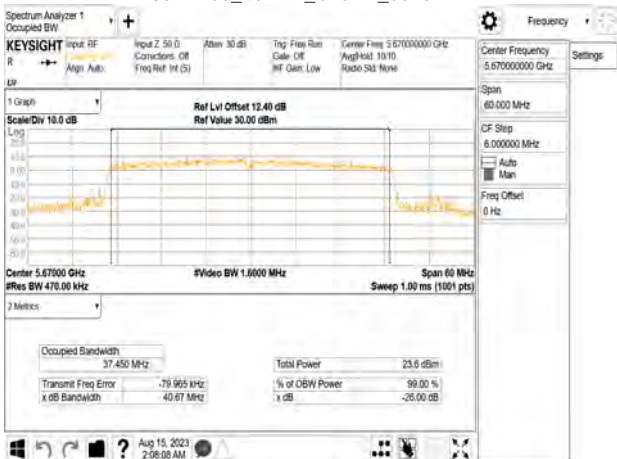 Spectrum Analyzer 1
Occupied BW
+
Frequency
KEYSIGHT Input: RF
R
Align: Auto
Input Z: 50 Ω
Corrections: Off
Freq Ref: Int (S)
Atten: 30 dB
Trig: Free Run
Gate: Off
#IF Gain: Low
Center Freq: 5.670000000 GHz
Avg|Hold: 10/10
Radio Std: None
Center Frequency
5.670000000 GHz
Settings
Span
60.000 MHz
CF Step
6.000000 MHz
Auto
Man
Freq Offset
0 Hz
1 Graph
Scale/Div 10.0 dB
Ref Lvl Offset 12.40 dB
Ref Value 30.00 dBm
Log
Center 5.67000 GHz
#Res BW 470.00 kHz
#Video BW 1.6000 MHz
Span 60 MHz
Sweep 1.00 ms (1001 pts)
2 Metrics
Occupied Bandwidth
37.450 MHz
Total Power 23.6 dBm
Transmit Freq Error -79.965 kHz
% of OBW Power 99.00 %
x dB Bandwidth 40.67 MHz
x dB -26.00 dB
?
Aug 15, 2023
2:08:08 AM